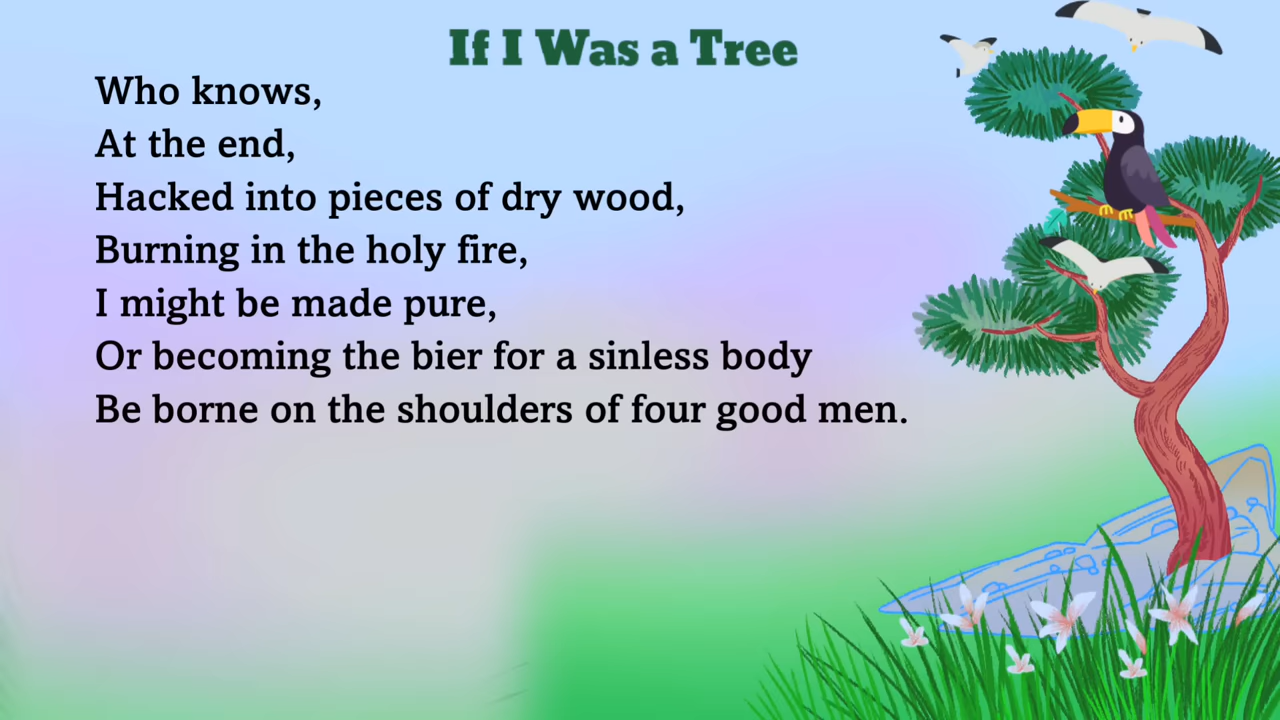 If I Was a Tree
Who knows,
At the end,
Hacked into pieces of dry wood,
Burning in the holy fire,
I might be made pure,
Or becoming the bier for a sinless body
Be borne on the shoulders of four good men.